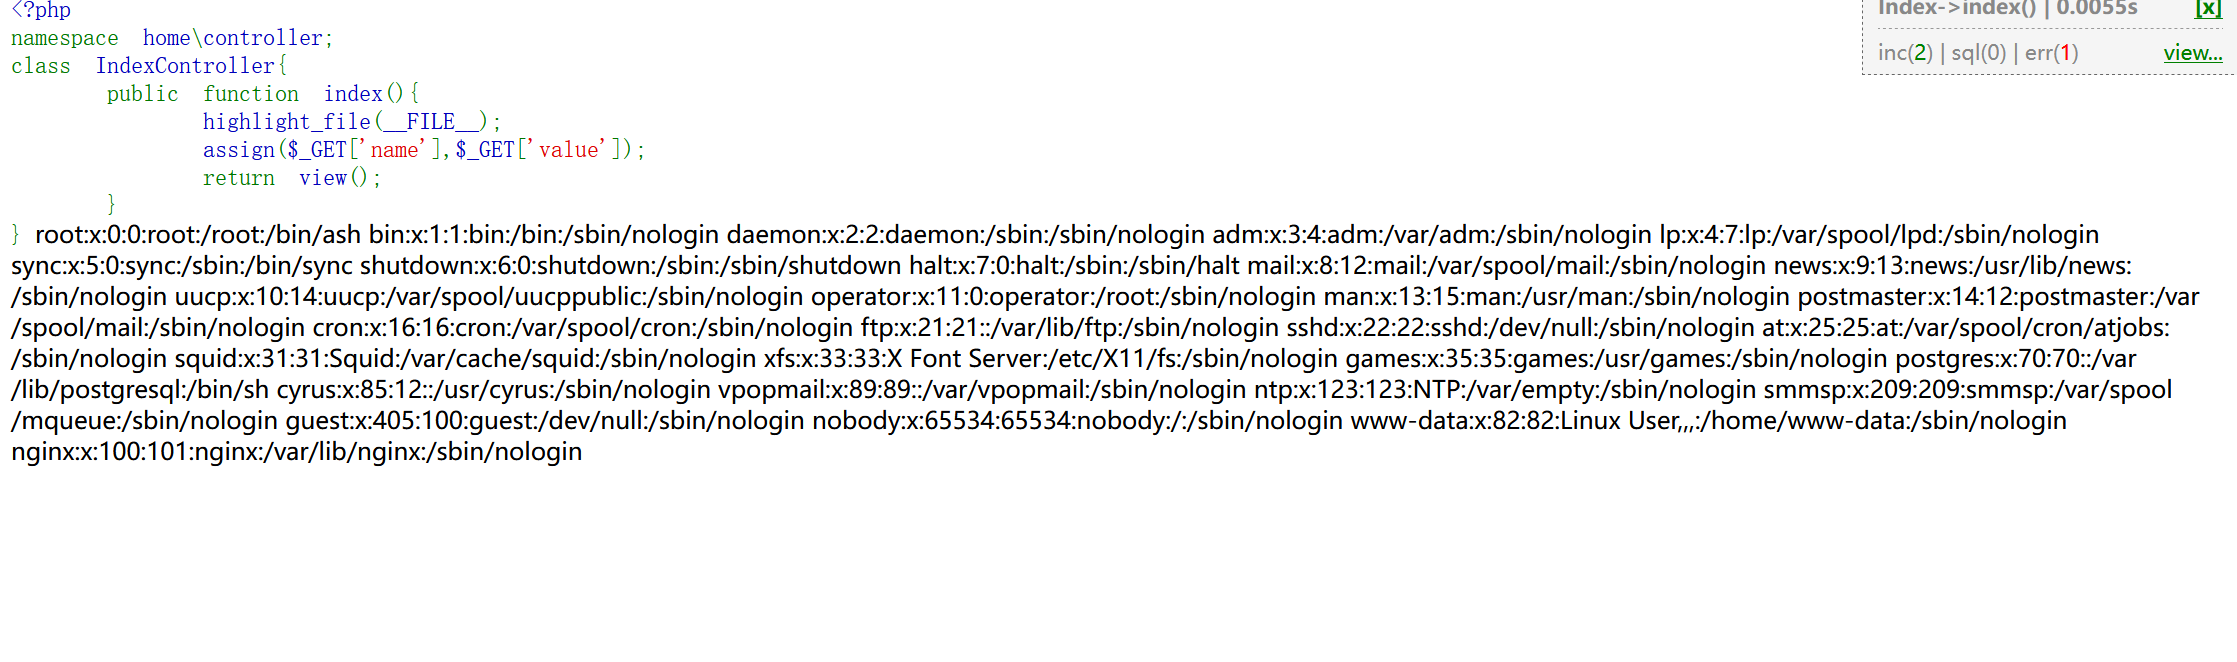 <?php
namespace home\controller;
class IndexController{
public function index(){
highlight_file(__FILE__);
assign($_GET['name'],$_GET['value']);
return view();
}
} root:x:0:0:root:/root:/bin/ash bin:x:1:1:bin:/bin:/sbin/nologin daemon:x:2:2:daemon:/sbin:/sbin/nologin adm:x:3:4:adm:/var/adm:/sbin/nologin lp:x:4:7:lp:/var/spool/lpd:/sbin/nologin
sync:x:5:0:sync:/sbin:/bin/sync shutdown:x:6:0:shutdown:/sbin:/sbin/shutdown halt:x:7:0:halt:/sbin:/sbin/halt mail:x:8:12:mail:/var/spool/mail:/sbin/nologin news:x:9:13:news:/usr/lib/news:
/sbin/nologin uucp:x:10:14:uucp:/var/spool/uucppublic:/sbin/nologin operator:x:11:0:operator:/root:/sbin/nologin man:x:13:15:man:/usr/man:/sbin/nologin postmaster:x:14:12:postmaster:/var
/spool/mail:/sbin/nologin cron:x:16:16:cron:/var/spool/cron:/sbin/nologin ftp:x:21:21::/var/lib/ftp:/sbin/nologin sshd:x:22:22:sshd:/dev/null:/sbin/nologin at:x:25:25:at:/var/spool/cron/atjobs:
/sbin/nologin squid:x:31:31:Squid:/var/cache/squid:/sbin/nologin xfs:x:33:33:X Font Server:/etc/X11/fs:/sbin/nologin games:x:35:35:games:/usr/games:/sbin/nologin postgres:x:70:70::/var
/lib/postgresql:/bin/sh cyrus:x:85:12::/usr/cyrus:/sbin/nologin vpopmail:x:89:89::/var/vpopmail:/sbin/nologin ntp:x:123:123:NTP:/var/empty:/sbin/nologin smmsp:x:209:209:smmsp:/var/spool
/mqueue:/sbin/nologin guest:x:405:100:guest:/dev/null:/sbin/nologin nobody:x:65534:65534:nobody:/:/sbin/nologin www-data:x:82:82:Linux User,,,:/home/www-data:/sbin/nologin
nginx:x:100:101:nginx:/var/lib/nginx:/sbin/nologin
Index->index() | 0.0055s [x]
inc(2) | sql(0) | err(1) view...